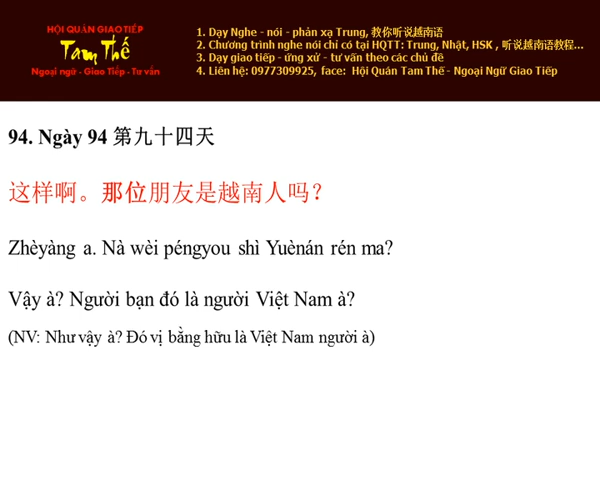 HỘI QUÁN GIAO TIẾP
Tam Thế
Ngoại ngữ - Giao Tiếp - Tư vấn
1. Dạy Nghe - nói - phản xạ Trung, 教你听说越南语
2. Chương trình nghe nói chỉ có tại HQTT: Trung, Nhật, HSK , 听说越南语教程...
3. Dạy giao tiếp - ứng xử - tư vấn theo các chủ đề
4. Liên hệ: 0977309925, face: Hội Quán Tam Thế - Ngoại Ngữ Giao Tiếp
94. Ngày 94 第九十四天
这样啊。那位朋友是越南人吗？
Zhèyàng a. Nà wèi péngyou shì Yuènán rén ma?
Vậy à? Người bạn đó là người Việt Nam à?
(NV: Như vậy à? Đó vị bằng hữu là Việt Nam người à)